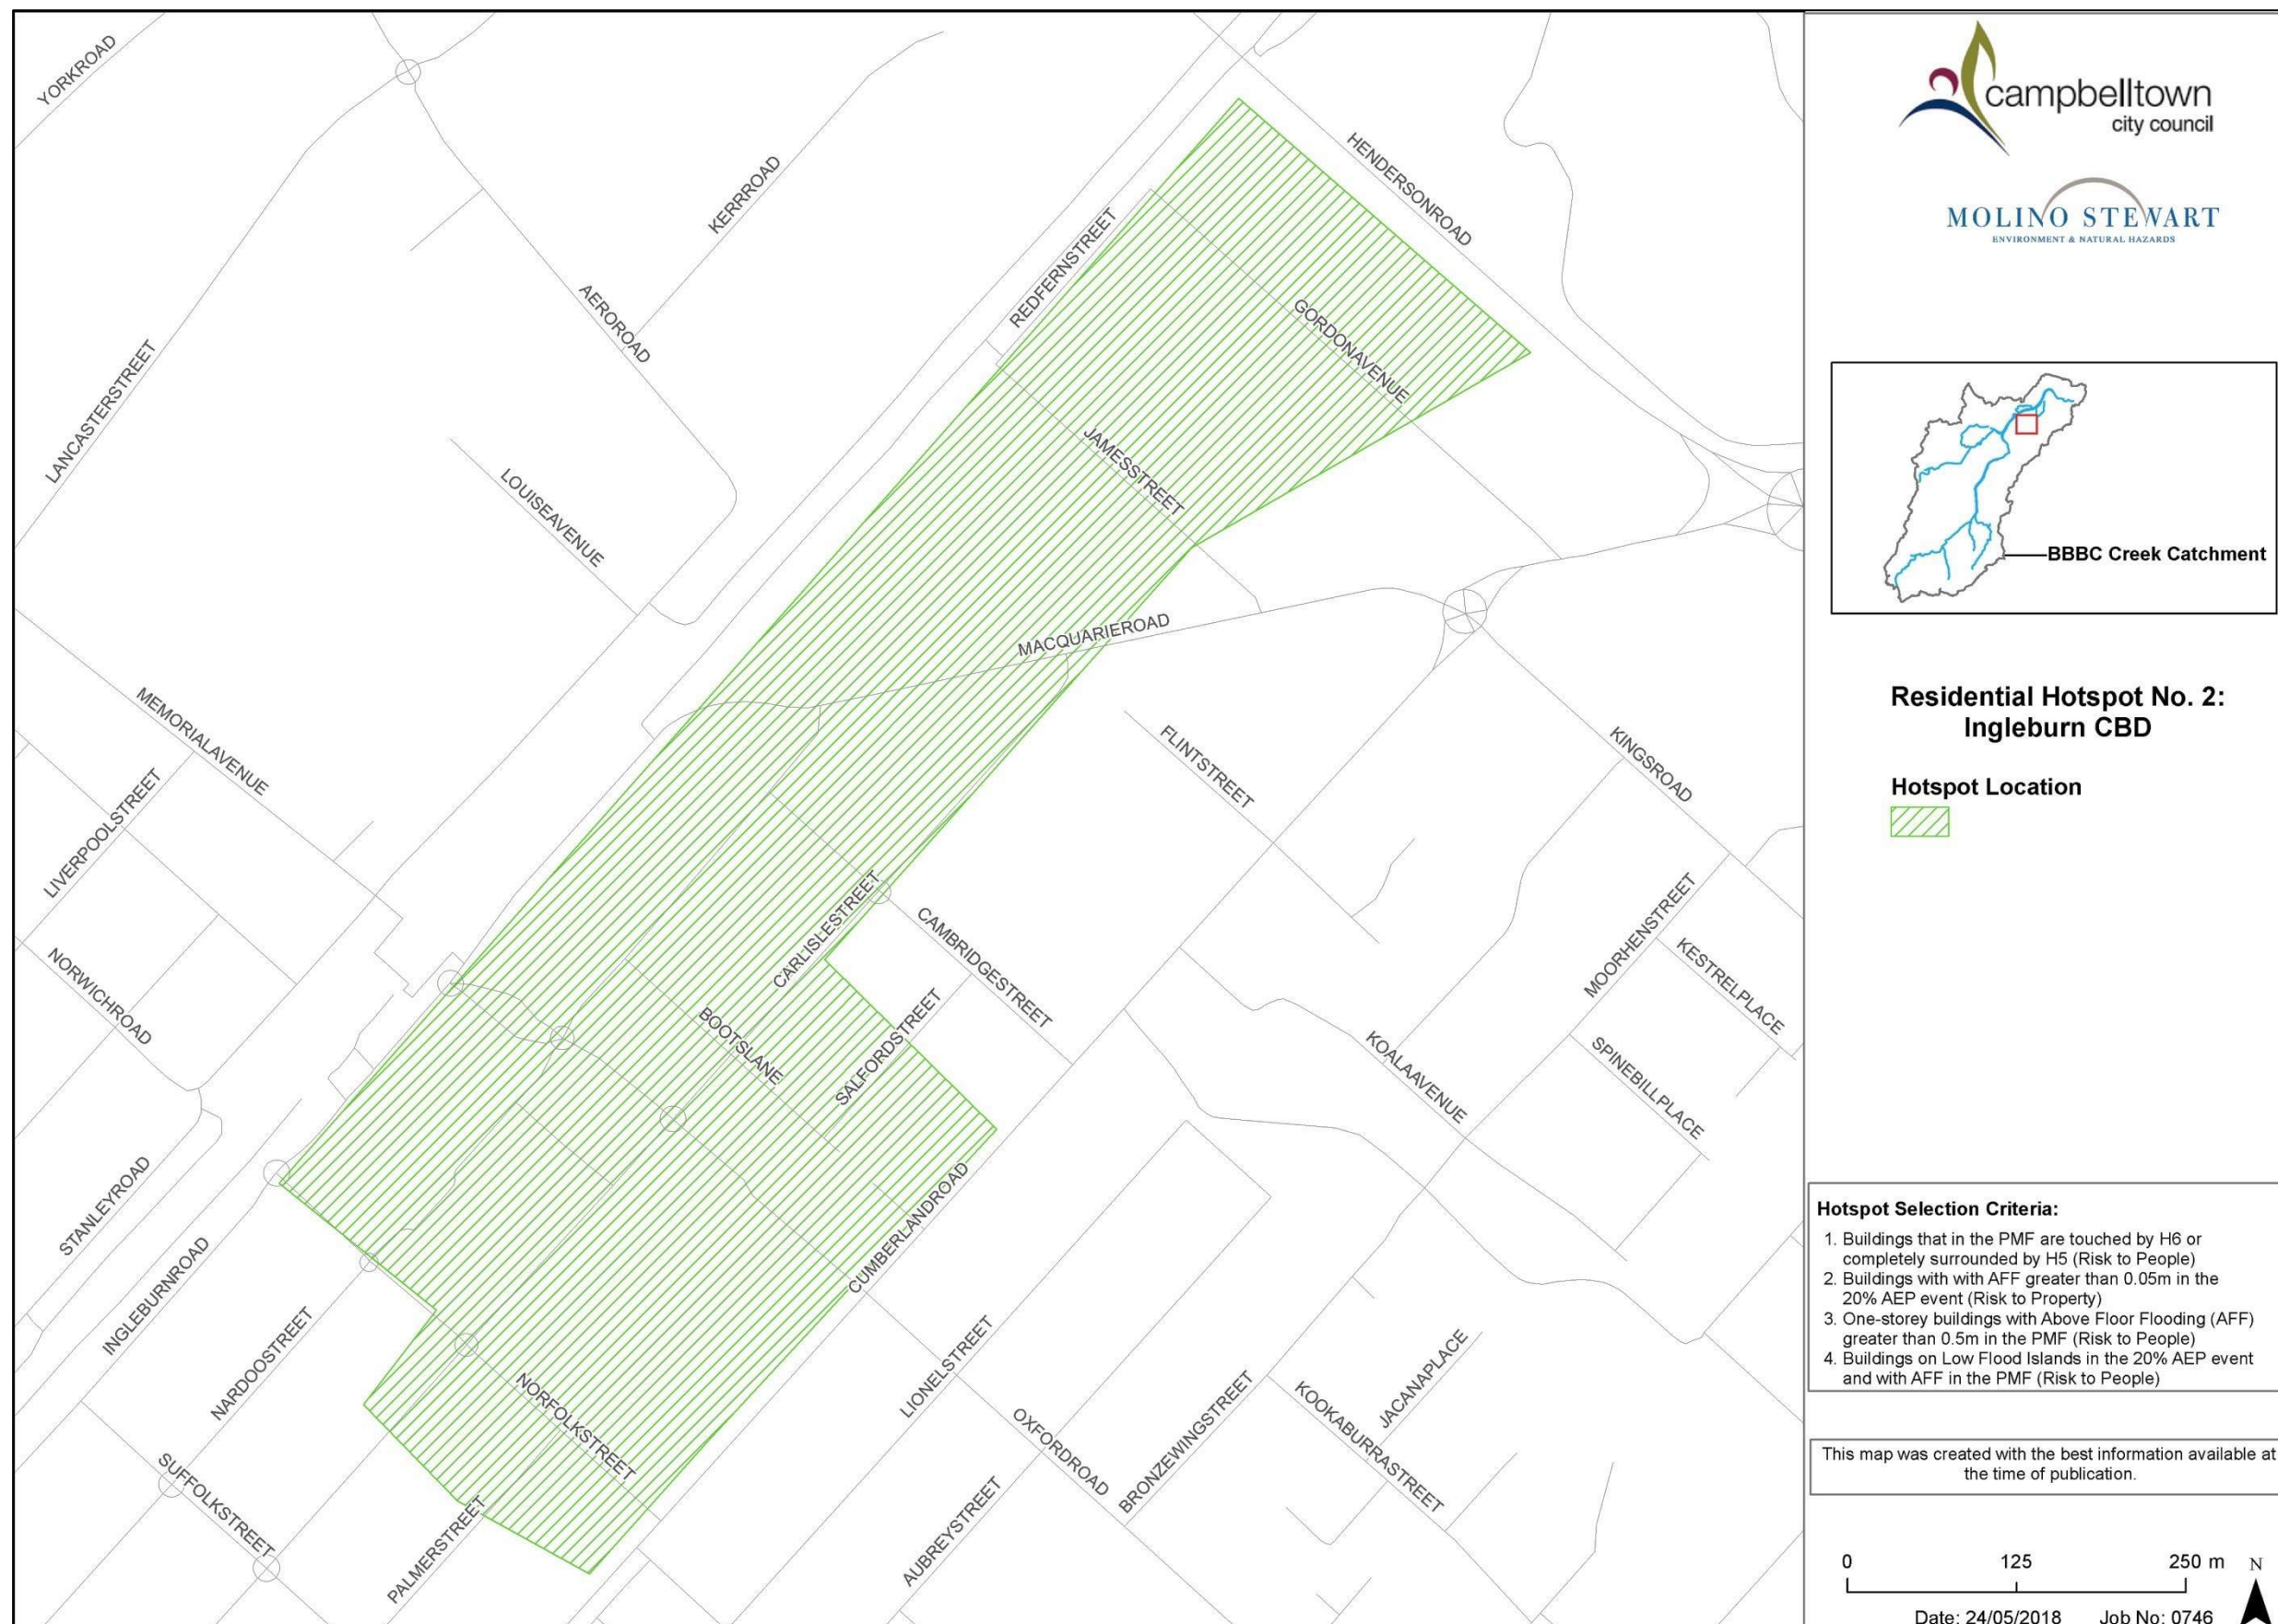 YORKROAD
LANCASTERSTREET
AEROROAD
KERRROAD
REDFERNSTREET
HENDERSONROAD
GORDONAVENUE
JAMESSTREET
LOUISEAVENUE
MACQUARIEROAD
MEMORIALAVENUE
LIVERPOOLSTREET
FLINTSTREET
KINGSROAD
NORWICHROAD
CARLISLESTREET
CAMBRIDGESTREET
MOORHENSTREET
KESTRELPLACE
BOOTSLANE
SALFORDSTREET
KOALAAVENUE
SPINEBILLPLACE
STANLEYROAD
INGLEBURNROAD
CUMBERLANDROAD
NARDOOSTREET
LIONELSTREET
NORFOLKSTREET
OXFORDROAD
BRONZEWINGSTREET
KOOKABURRASTREET
JACANAPLACE
SUFFOLKSTREET
PALMERSTREET
AUBREYSTREET
campbelltown
city council
MOLINO STEWART
ENVIRONMENT & NATURAL HAZARDS
BBBC Creek Catchment
Residential Hotspot No. 2:
Ingleburn CBD
Hotspot Location
Hotspot Selection Criteria:
1. Buildings that in the PMF are touched by H6 or
completely surrounded by H5 (Risk to People)
2. Buildings with with AFF greater than 0.05m in the
20% AEP event (Risk to Property)
3. One-storey buildings with Above Floor Flooding (AFF)
greater than 0.5m in the PMF (Risk to People)
4. Buildings on Low Flood Islands in the 20% AEP event
and with AFF in the PMF (Risk to People)
This map was created with the best information available at
the time of publication.
0 125 250 m N
Date: 24/05/2018 Job No: 0746